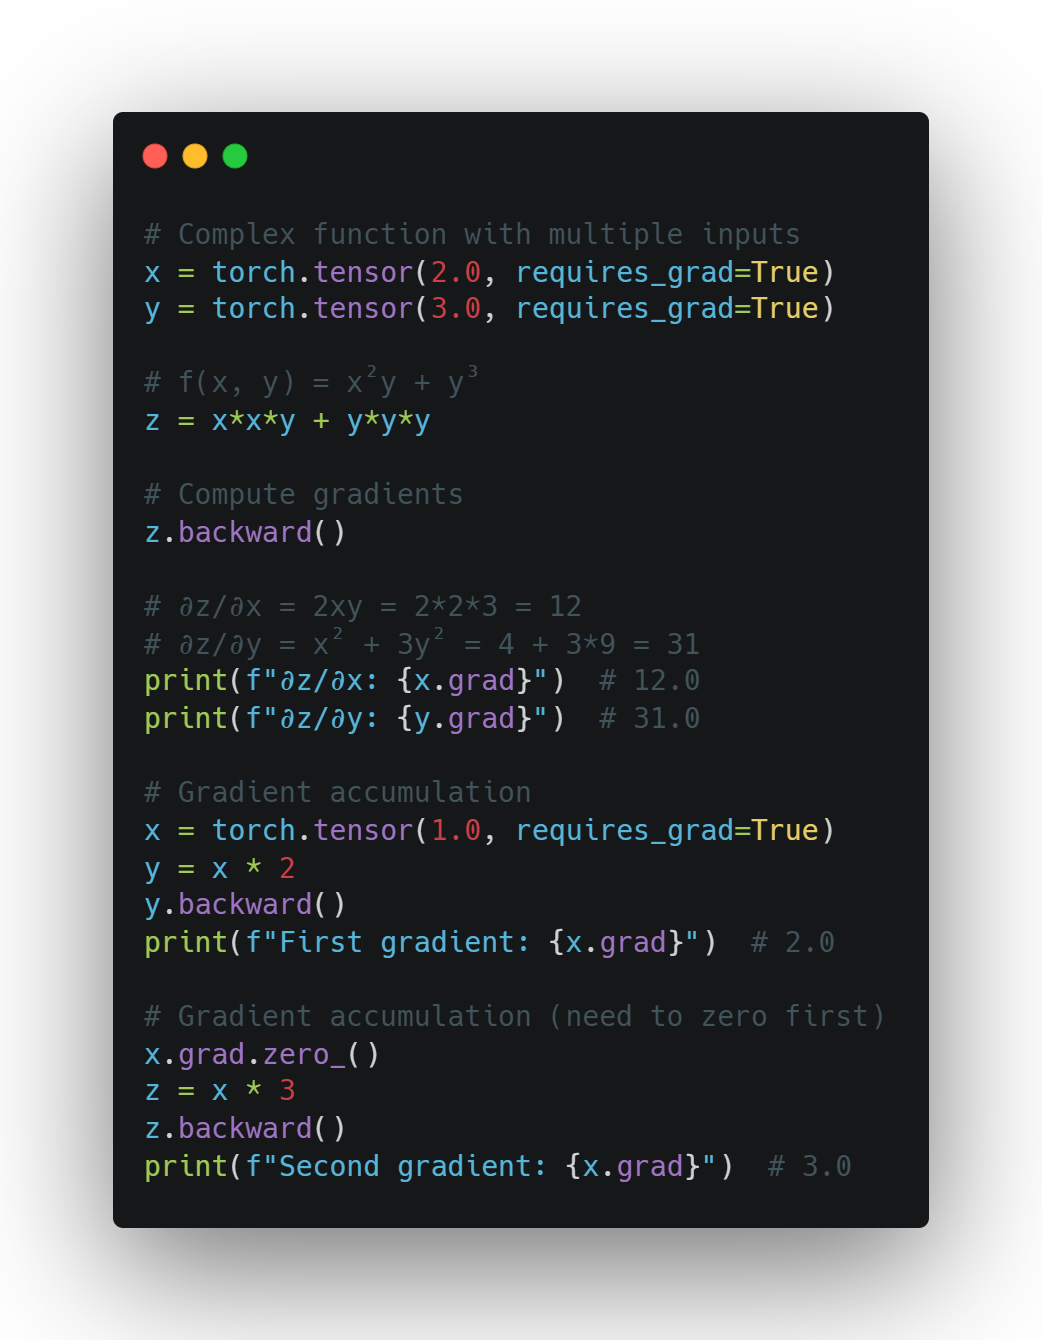 # Complex function with multiple inputs
x = torch.tensor(2.0, requires_grad=True)
y = torch.tensor(3.0, requires_grad=True)
# f(x, y) = x²y + y³
z = x*x*y + y*y*y
# Compute gradients
z.backward()
# ∂z/∂x = 2xy = 2*2*3 = 12
# ∂z/∂y = x² + 3y² = 4 + 3*9 = 31
print(f"∂z/∂x: {x.grad}")  # 12.0
print(f"∂z/∂y: {y.grad}")  # 31.0
# Gradient accumulation
x = torch.tensor(1.0, requires_grad=True)
y = x * 2
y.backward()
print(f"First gradient: {x.grad}")  # 2.0
# Gradient accumulation (need to zero first)
x.grad.zero_()
z = x * 3
z.backward()
print(f"Second gradient: {x.grad}")  # 3.0